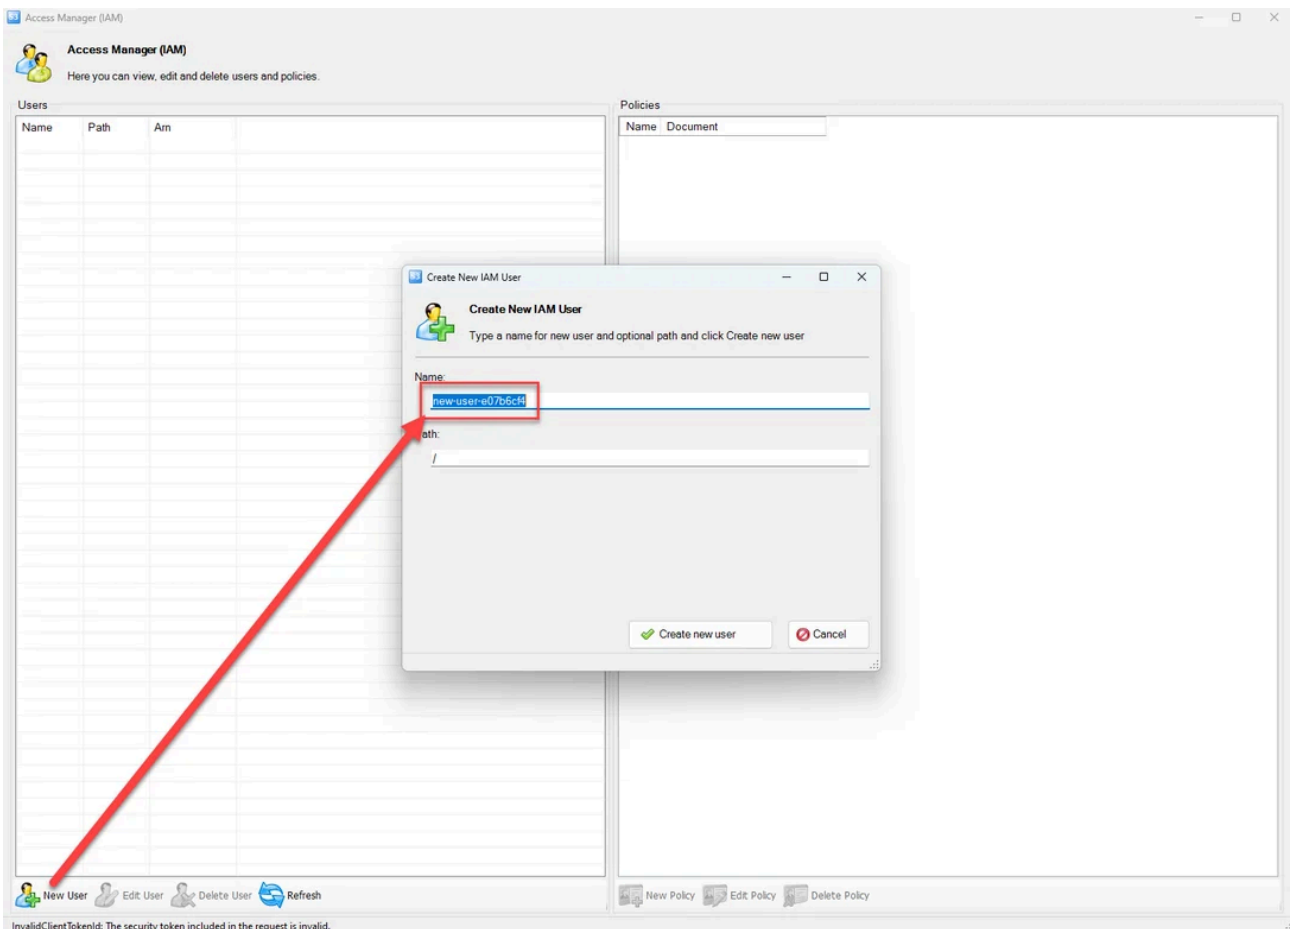 Access Manager (IAM)
Access Manager (IAM)
Here you can view, edit and delete users and policies.
Users
Name Path Arn
Policies
Name Document
Create New IAM User
Create New IAM User
Type a name for new user and optional path and click Create new user
Name:
new-user-e07b6cf4
ath:
/
Create new user
Cancel
New User Edit User Delete User Refresh
New Policy Edit Policy Delete Policy
InvalidClientTokenId: The security token included in the request is invalid.